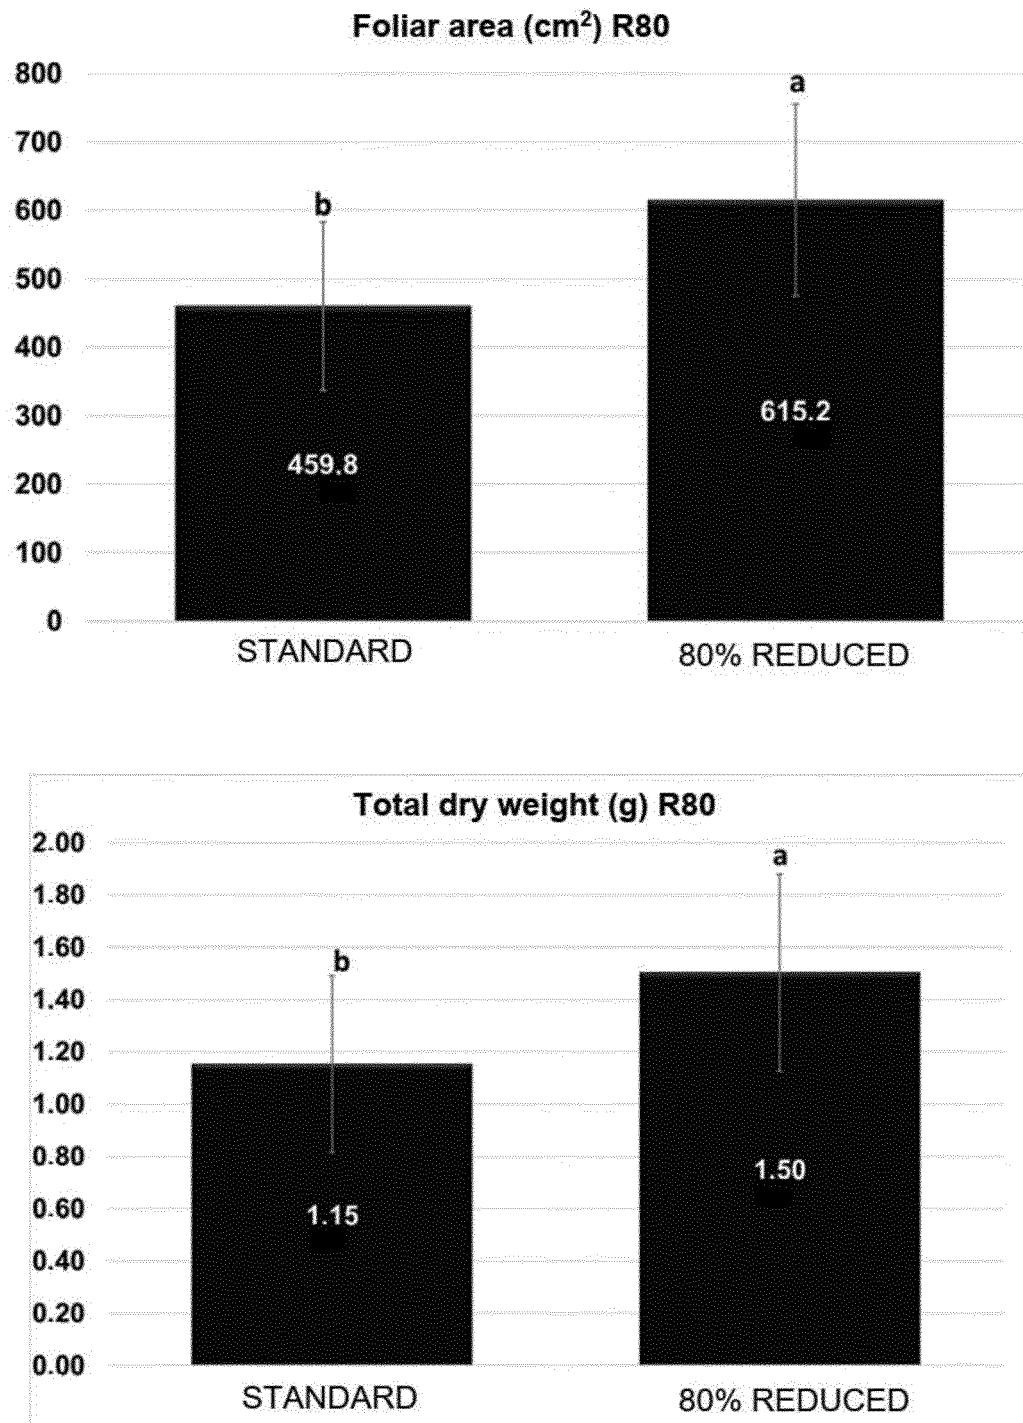 Foliar area (cm²) R80
800
a
700
b
600
500
400
615.2
300
459.8
200
100
0
STANDARD
80% REDUCED
Total dry weight (g) R80
2.00
a
1.80
1.60
b
1.40
1.20
1.00
0.80
1.50
1.15
0.60
0.40
0.20
0.00
STANDARD
80% REDUCED